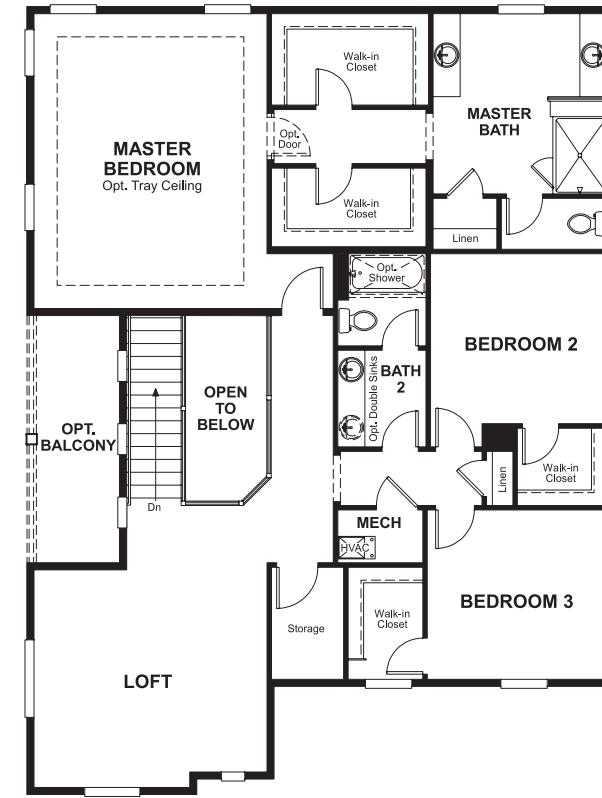 Walk-in
Closet
MASTER
BATH
Opt.
Door
MASTER
BEDROOM
Opt. Tray Ceiling
Walk-in
Closet
Linen
Opt.
Shower
BEDROOM 2
BATH
2
Opt. Double Sinks
OPEN
TO
BELOW
OPT.
BALCONY
Dn
Linen
Walk-in
Closet
MECH
HVAC
BEDROOM 3
Walk-in
Closet
Storage
LOFT